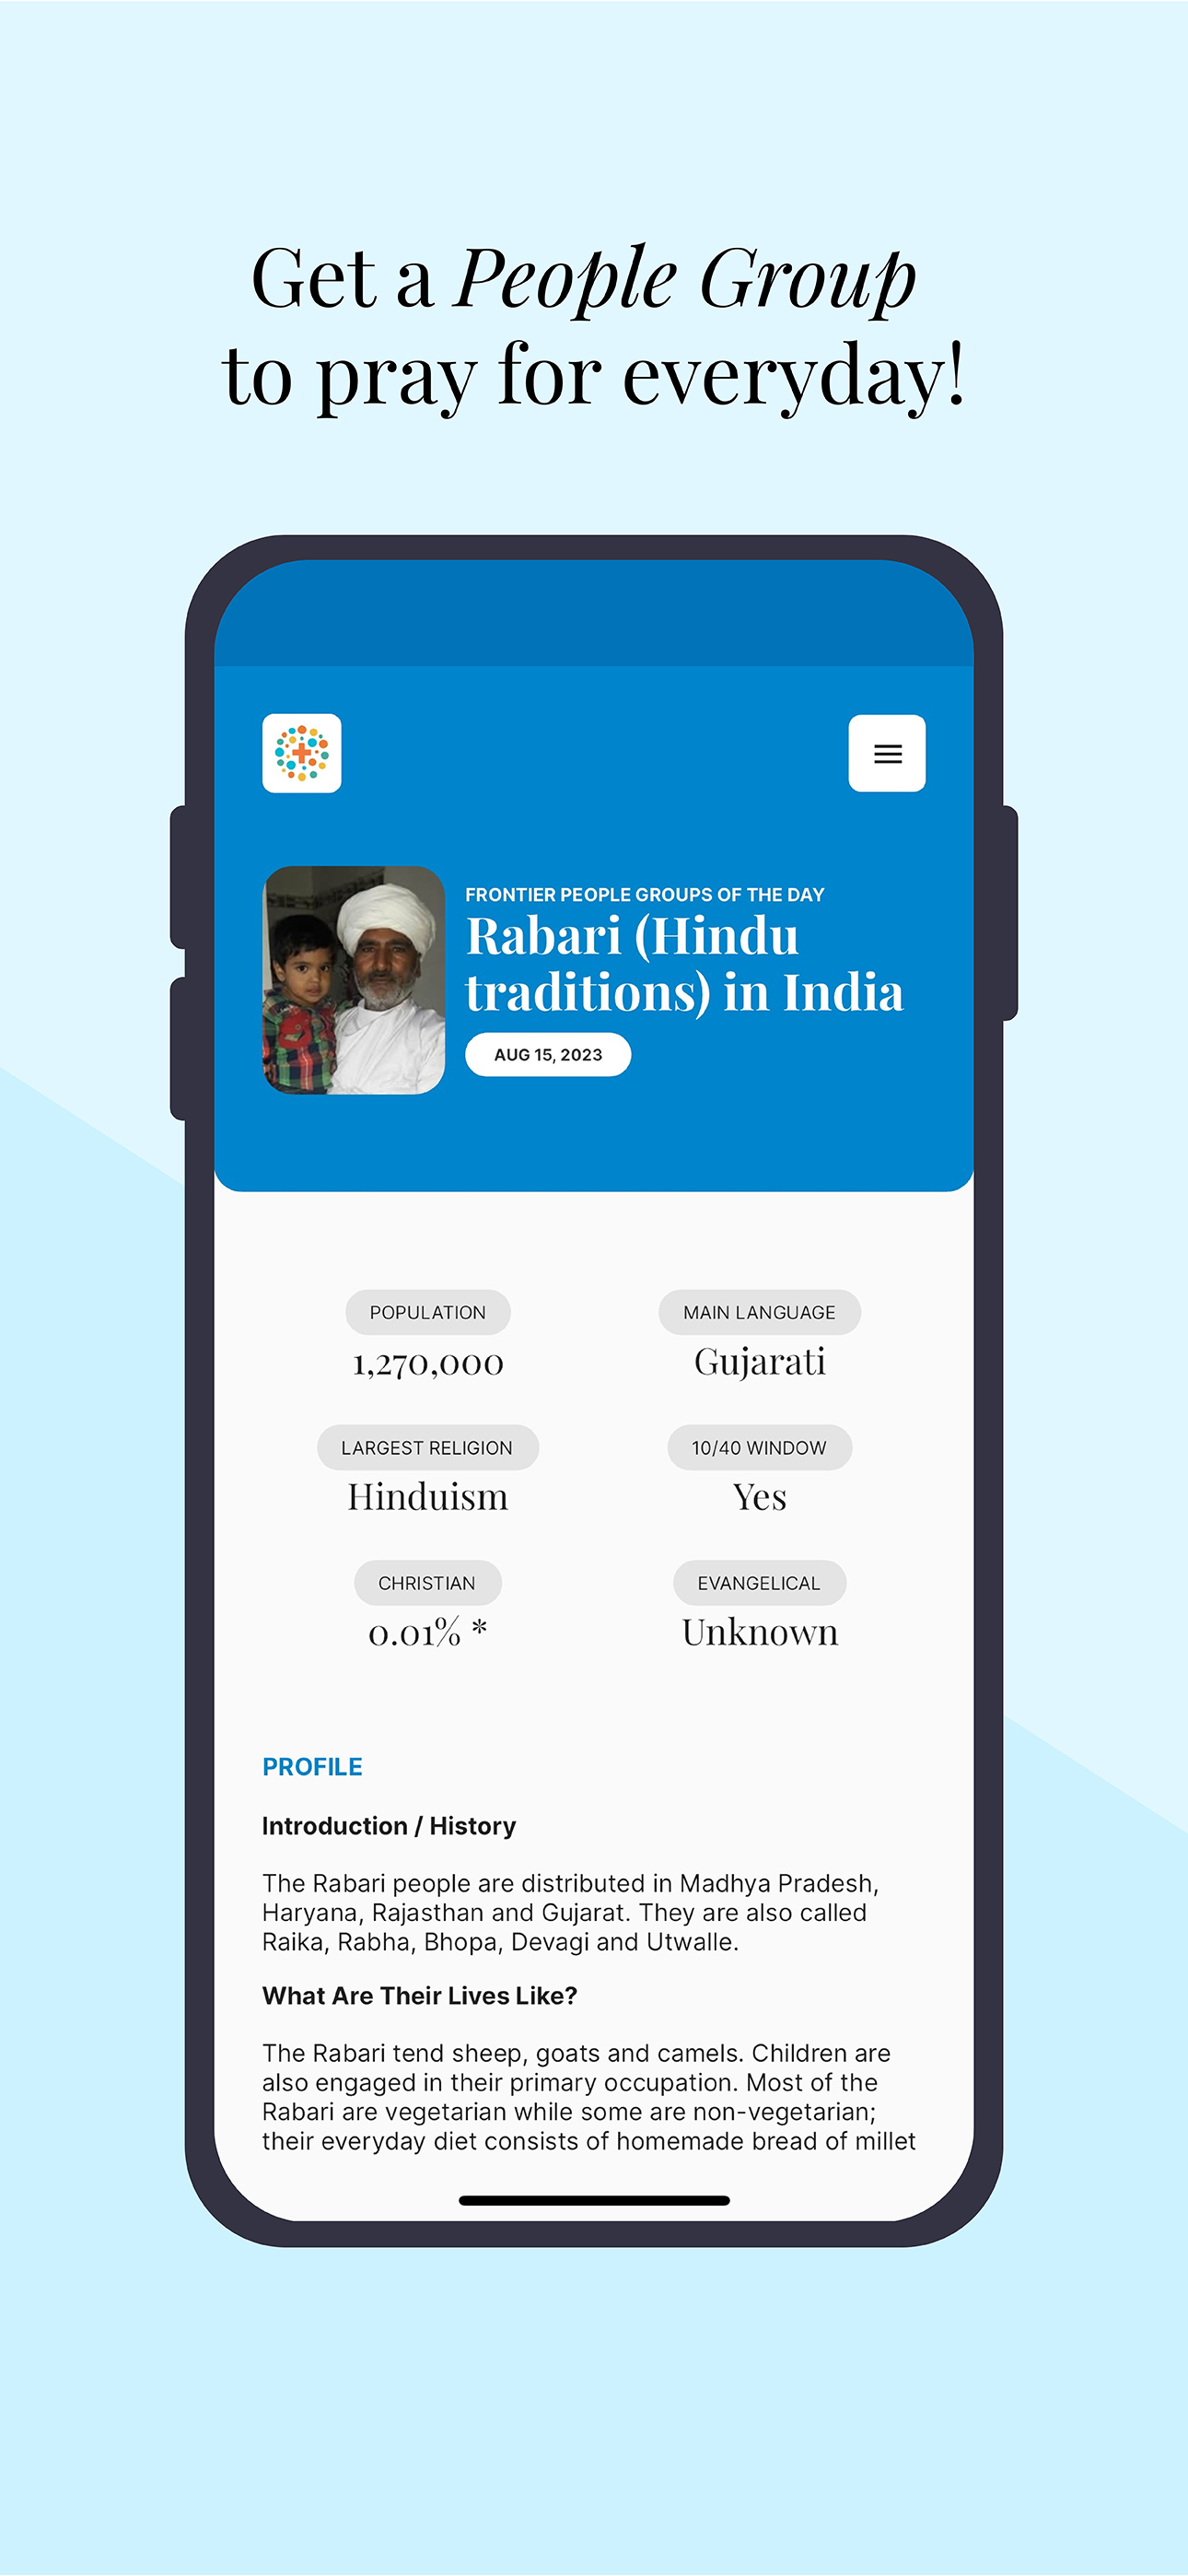 Get a People Group
to pray for everyday!
FRONTIER PEOPLE GROUPS OF THE DAY
Rabari (Hindu
traditions) in India
AUG 15, 2023
POPULATION
1,270,000
MAIN LANGUAGE
Gujarati
LARGEST RELIGION
Hinduism
10/40 WINDOW
Yes
CHRISTIAN
0.01% *
EVANGELICAL
Unknown
PROFILE
Introduction / History
The Rabari people are distributed in Madhya Pradesh,
Haryana, Rajasthan and Gujarat. They are also called
Raika, Rabha, Bhopa, Devagi and Utwalle.
What Are Their Lives Like?
The Rabari tend sheep, goats and camels. Children are
also engaged in their primary occupation. Most of the
Rabari are vegetarian while some are non-vegetarian;
their everyday diet consists of homemade bread of millet